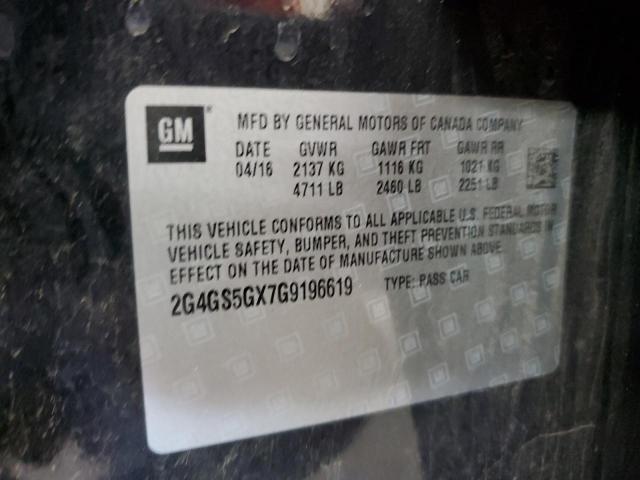 GM
MFD BY GENERAL MOTORS OF CANADA COMPANY
DATE GVWR GAWR FRT GAWR RR
04/16 2137 KG 1116 KG 1021 KG
4711 LB 2460 LB 2251 LB
THIS VEHICLE CONFORMS TO ALL APPLICABLE U.S. FEDERAL MOTOR
VEHICLE SAFETY, BUMPER, AND THEFT PREVENTION STANDARDS IN
EFFECT ON THE DATE OF MANUFACTURE SHOWN ABOVE.
2G4GS5GX7G9196619 TYPE: PASS CAR